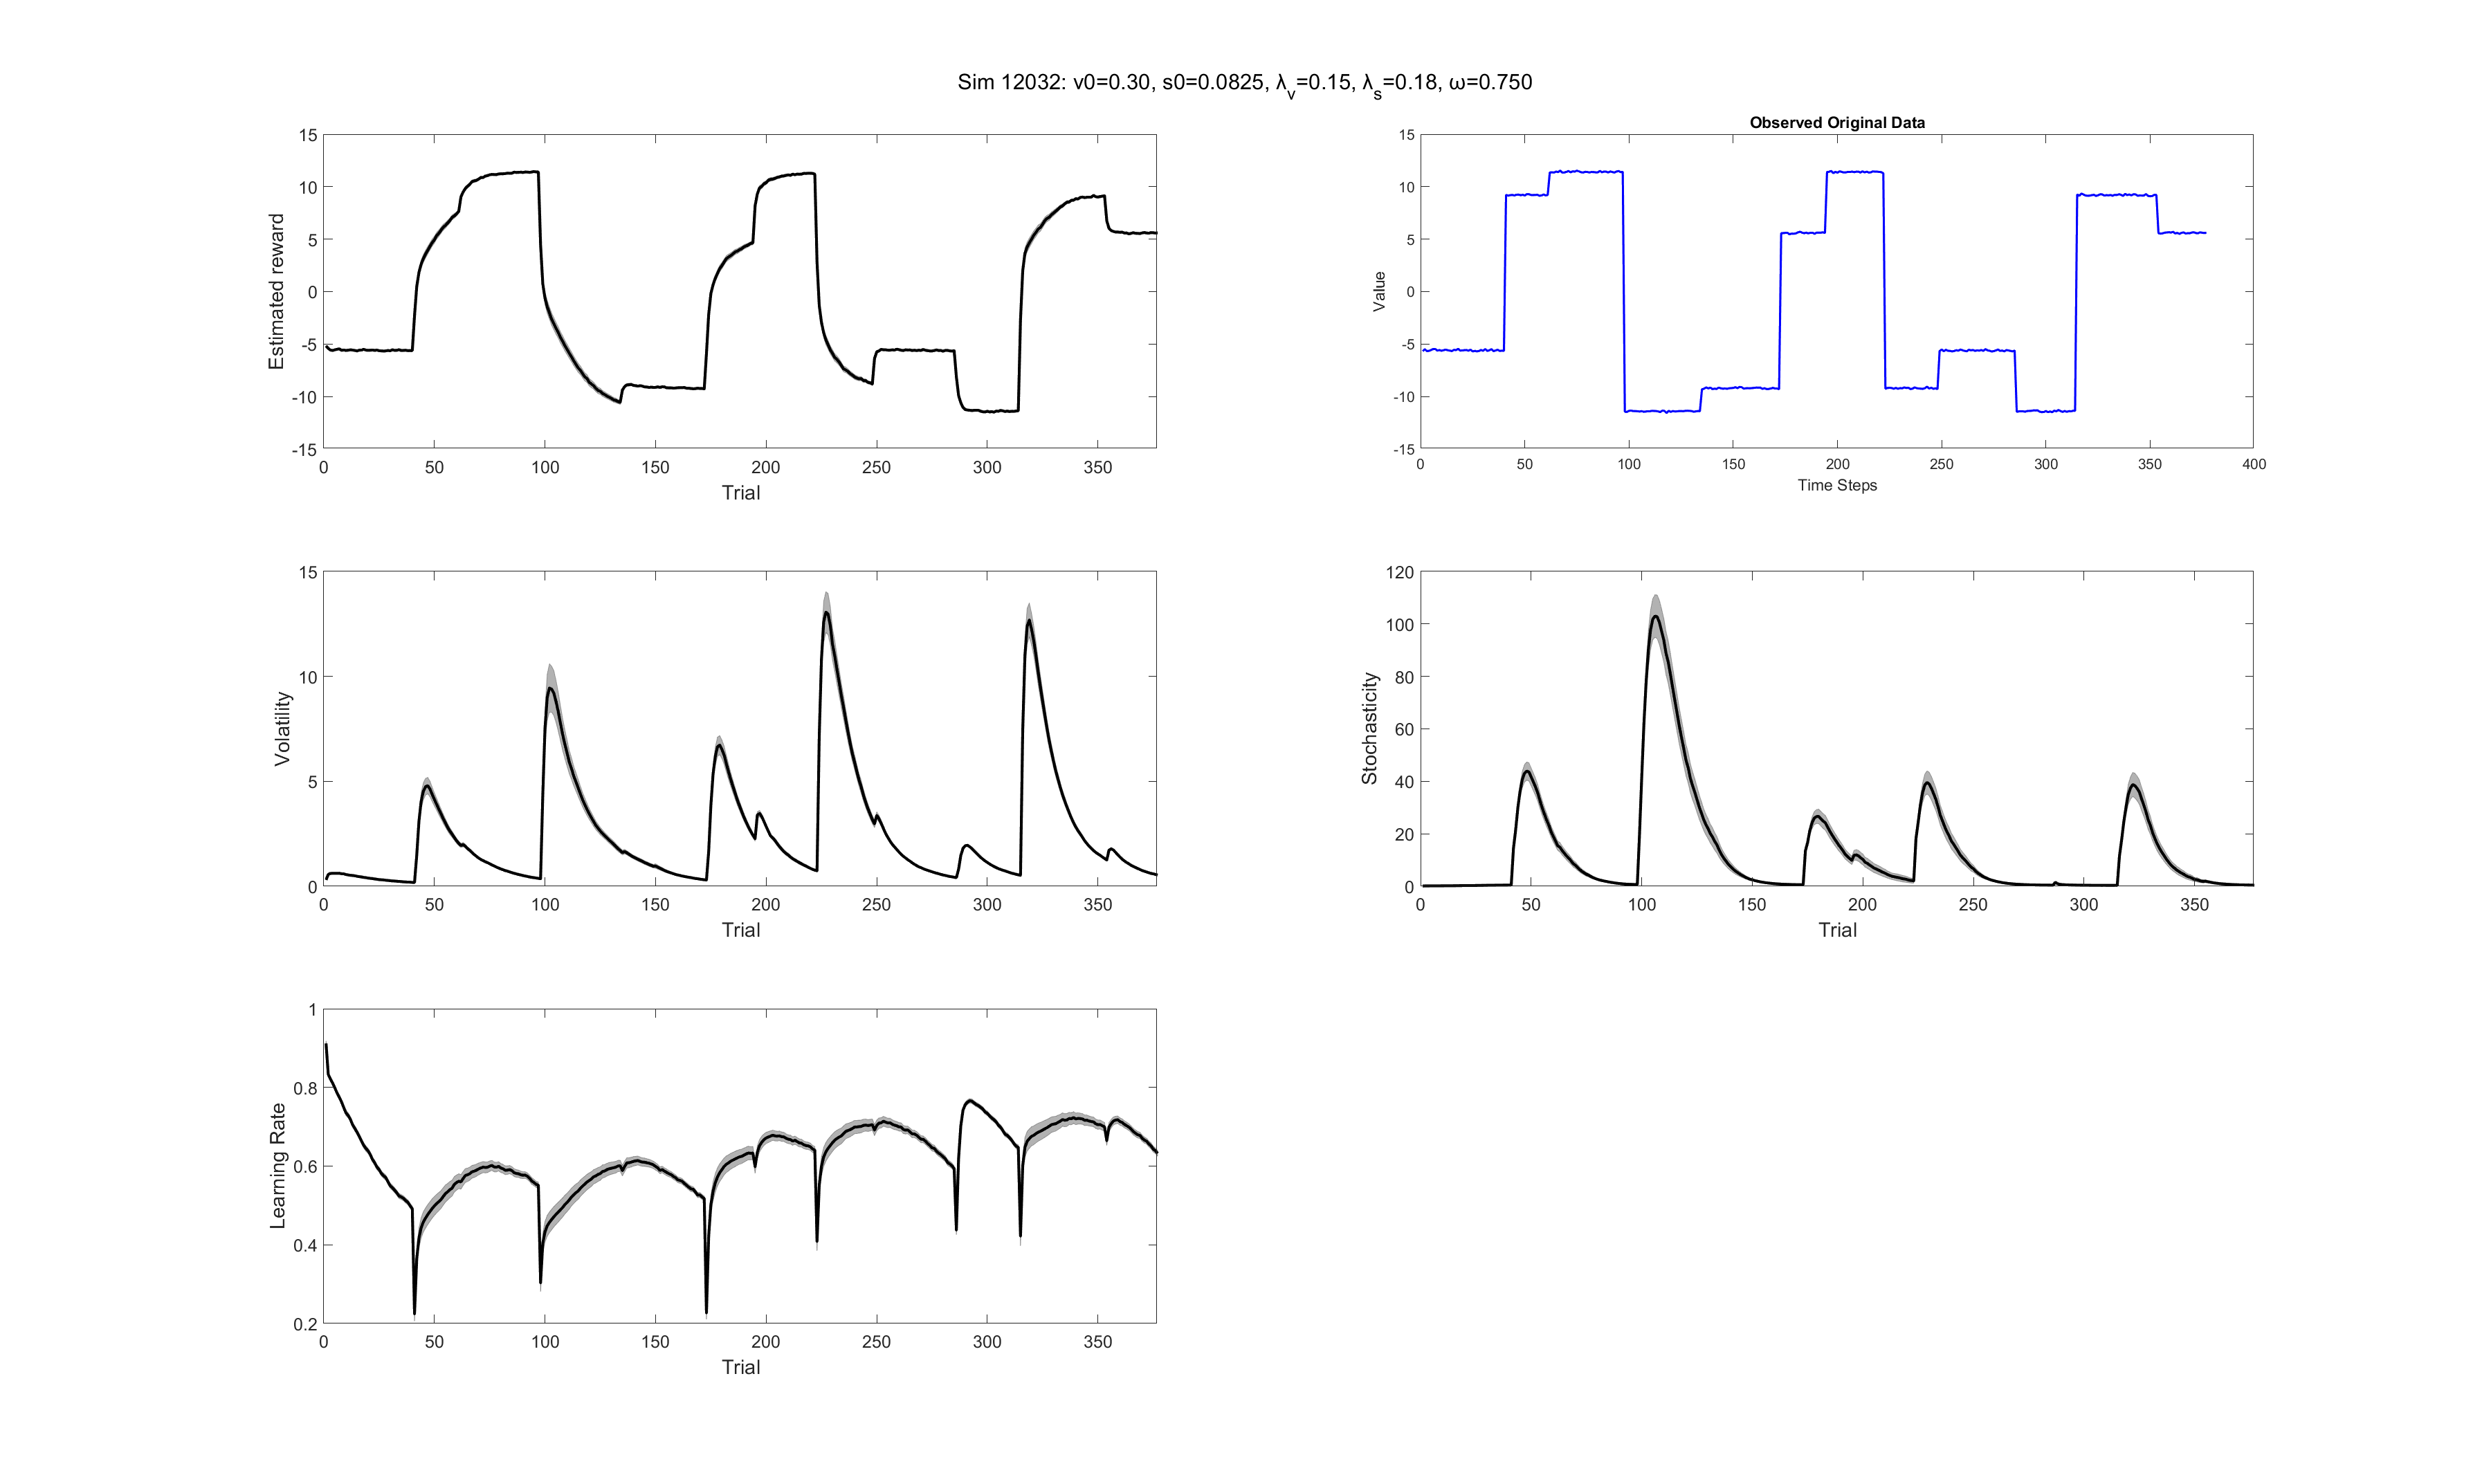 Sim 12032: v0=0.30, s0=0.0825, λv=0.15, λs=0.18, ω=0.750
15
10
5
0
-5
-10
-15
Estimated reward
0 50 100 150 200 250 300 350
Trial
Observed Original Data
15
10
5
0
-5
-10
-15
Value
0 50 100 150 200 250 300 350 400
Time Steps
15
10
5
0
Volatility
0 50 100 150 200 250 300 350
Trial
120
100
80
60
40
20
0
Stochasticity
0 50 100 150 200 250 300 350
Trial
1
0.8
0.6
0.4
0.2
Learning Rate
0 50 100 150 200 250 300 350
Trial